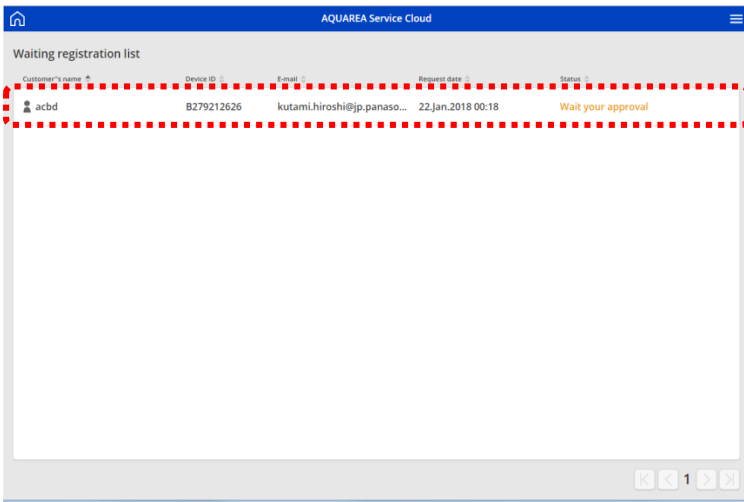 AQUAREA Service Cloud
Waiting registration list
Customer's name Device ID E-mail Request date Status
acbd B279212626 kutami.hiroshi@jp.panaso... 22.Jan.2018 00:18 Wait your approval
1